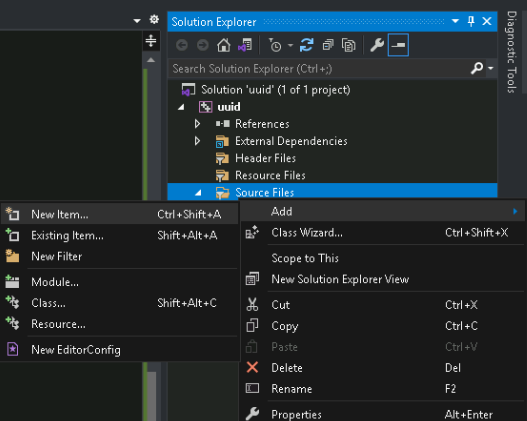 Solution Explorer
Search Solution Explorer (Ctrl+;)
Solution 'uuid' (1 of 1 project)
uuid
References
External Dependencies
Header Files
Resource Files
Source Files
New Item... Ctrl+Shift+A
Existing Item... Shift+Alt+A
New Filter
Module...
Class... Shift+Alt+C
Resource...
New EditorConfig
Add
Class Wizard... Ctrl+Shift+X
Scope to This
New Solution Explorer View
Cut Ctrl+X
Copy Ctrl+C
Paste Ctrl+V
Delete Del
Rename F2
Properties Alt+Enter
Diagnostic Tools